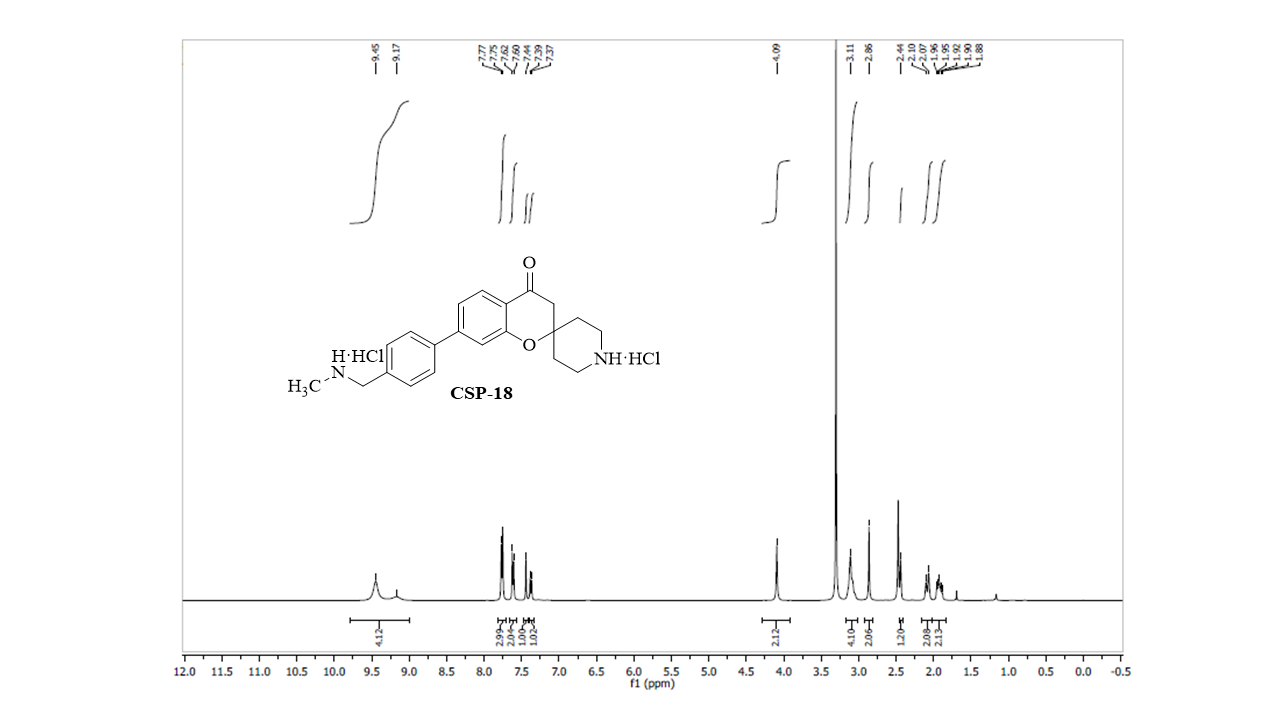 9.45 9.17 7.77 7.75 7.62 7.60 7.44 7.39 7.37 4.09 3.11 2.86 2.44 2.10 2.07 1.96 1.95 1.92 1.90 1.88
O
O
NH·HCl
H·HCl
N
H₃C
CSP-18
4.12 2.99 2.04 1.00 1.02 2.12 4.10 2.06 1.20 2.08 2.13
12.0 11.5 11.0 10.5 10.0 9.5 9.0 8.5 8.0 7.5 7.0 6.5 6.0 5.5 5.0 4.5 4.0 3.5 3.0 2.5 2.0 1.5 1.0 0.5 0.0 -0.5
f1 (ppm)